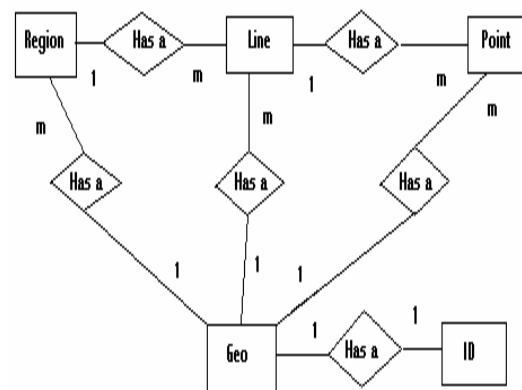 Region Has a Line Has a Point
1 m 1 m
m m m
Has a Has a Has a
1 1 1
1 1
Geo Has a ID